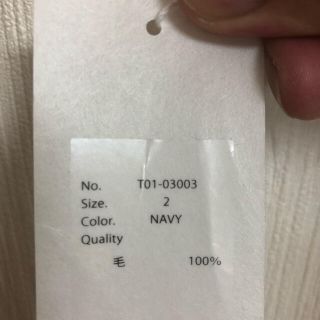 No. T01-03003
Size. 2
Color. NAVY
Quality
毛 100%